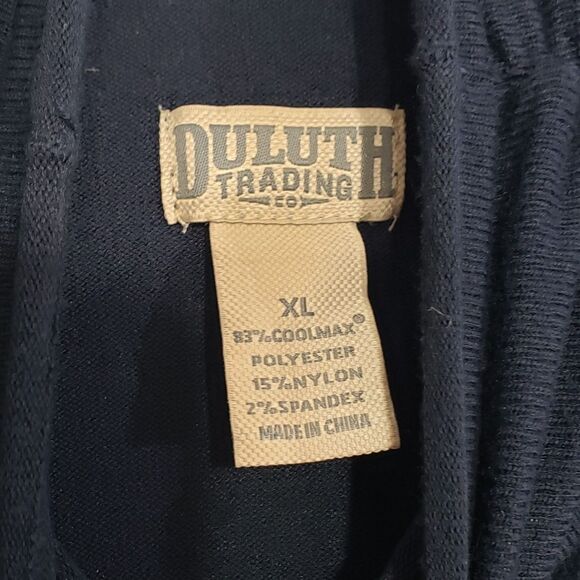 DULUTH
TRADING
CO
XL
83%COOLMAX®
POLYESTER
15%NYLON
2%SPANDEX
MADE IN CHINA